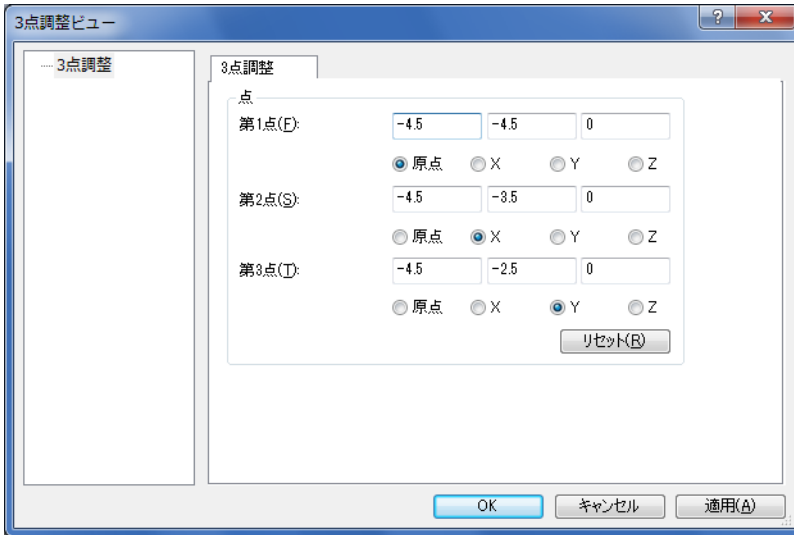 3点調整ビュー
3点調整
3点調整
点
第1点(F): -4.5 -4.5 0
原点 X Y Z
第2点(S): -4.5 -3.5 0
原点 X Y Z
第3点(T): -4.5 -2.5 0
原点 X Y Z
リセット(R)
OK キャンセル 適用(A)